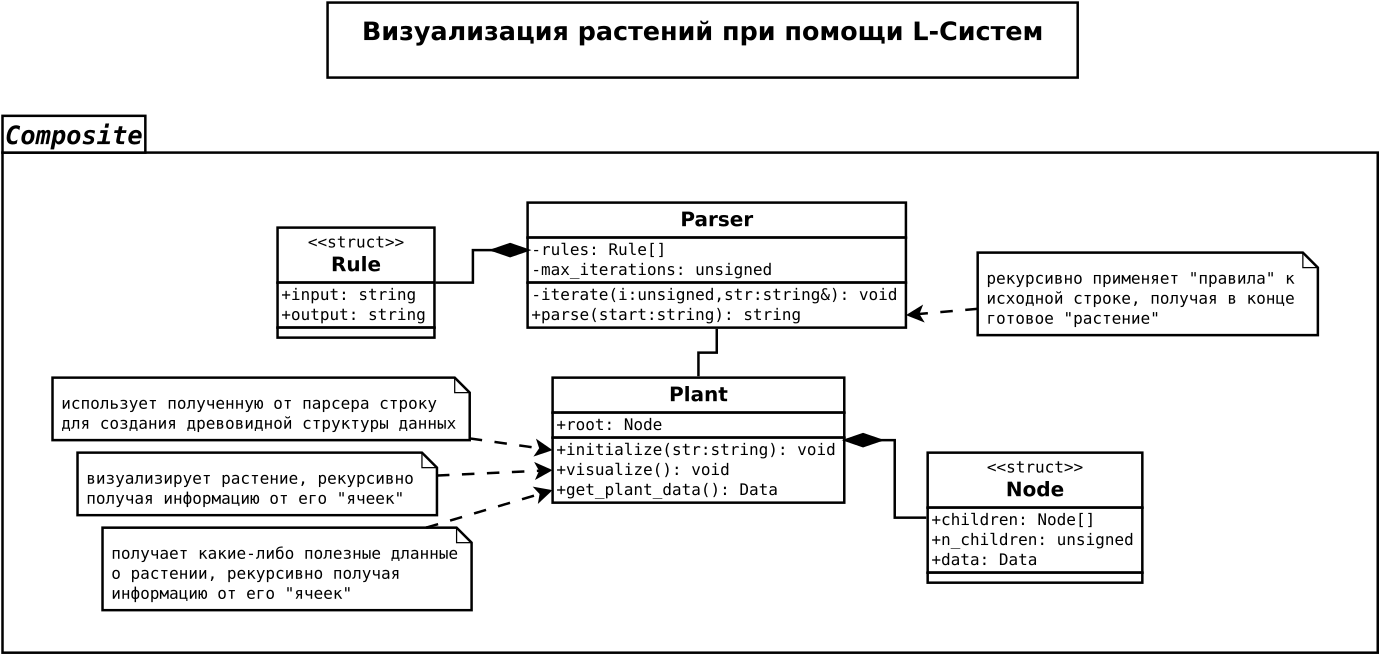 Визуализация растений при помощи L-Систем
Composite
Parser
-rules: Rule[]
-max_iterations: unsigned
-iterate(i:unsigned,str:string&): void
+parse(start:string): string
<<struct>>
Rule
+input: string
+output: string
рекурсивно применяет "правила" к
исходной строке, получая в конце
готовое "растение"
использует полученную от парсера строку
для создания древовидной структуры данных
Plant
+root: Node
+initialize(str:string): void
+visualize(): void
+get_plant_data(): Data
визуализирует растение, рекурсивно
получая информацию от его "ячеек"
<<struct>>
Node
+children: Node[]
+n_children: unsigned
+data: Data
получает какие-либо полезные дланные
о растении, рекурсивно получая
информацию от его "ячеек"